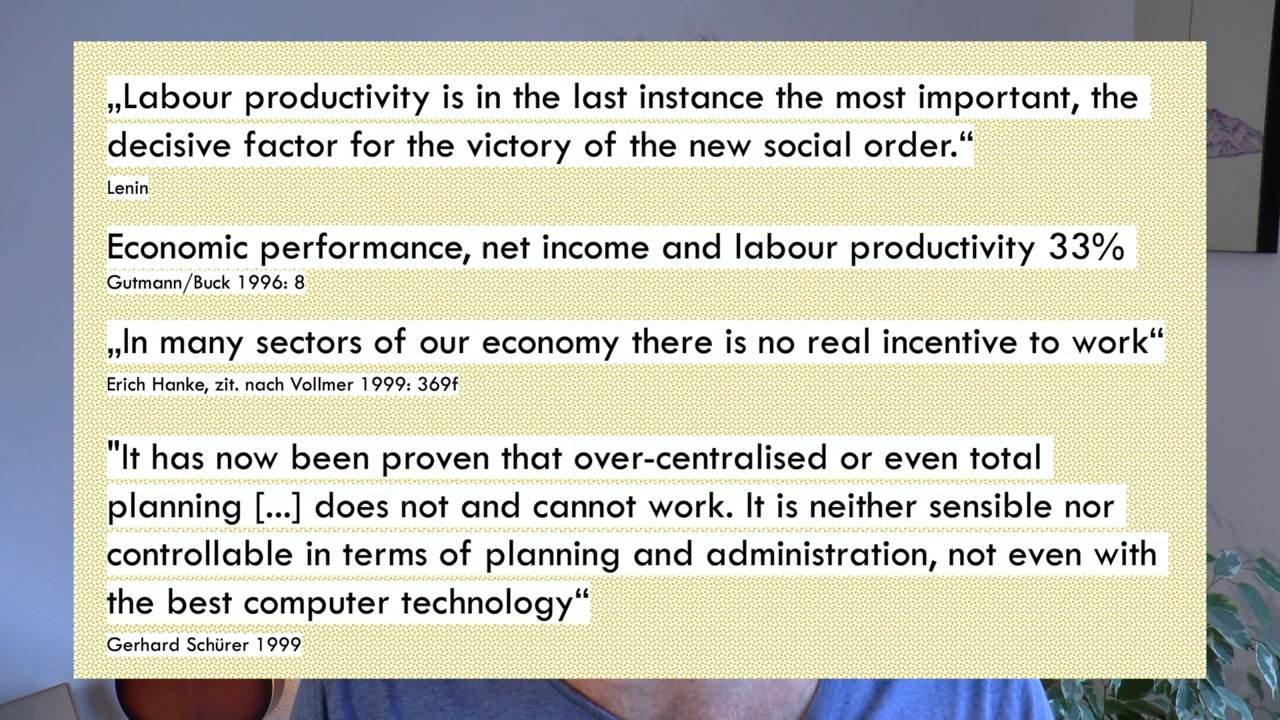 „Labour productivity is in the last instance the most important, the
decisive factor for the victory of the new social order.“
Lenin
Economic performance, net income and labour productivity 33%
Gutmann/Buck 1996: 8
„In many sectors of our economy there is no real incentive to work“
Erich Hanke, zit. nach Vollmer 1999: 369f
"It has now been proven that over-centralised or even total
planning [...] does not and cannot work. It is neither sensible nor
controllable in terms of planning and administration, not even with
the best computer technology“
Gerhard Schürer 1999